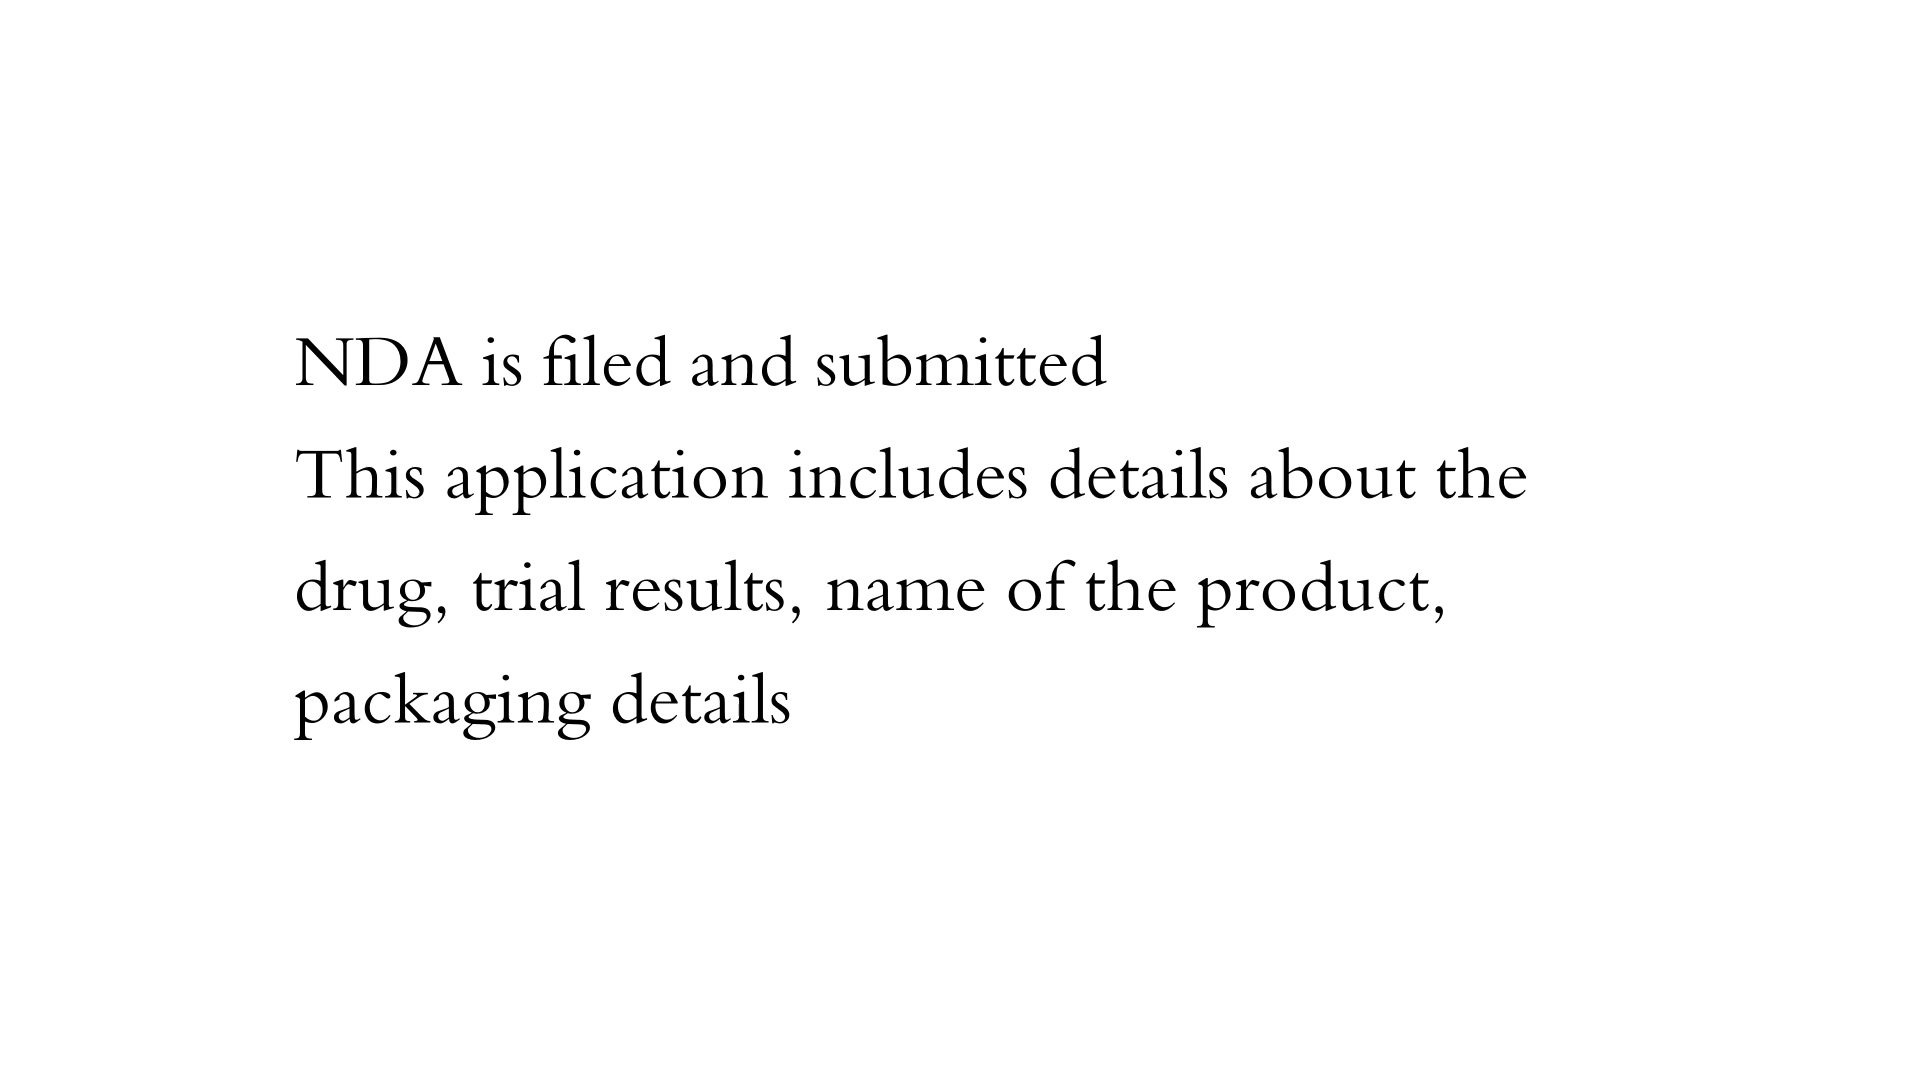 NDA is filed and submitted
This application includes details about the
drug, trial results, name of the product,
packaging details